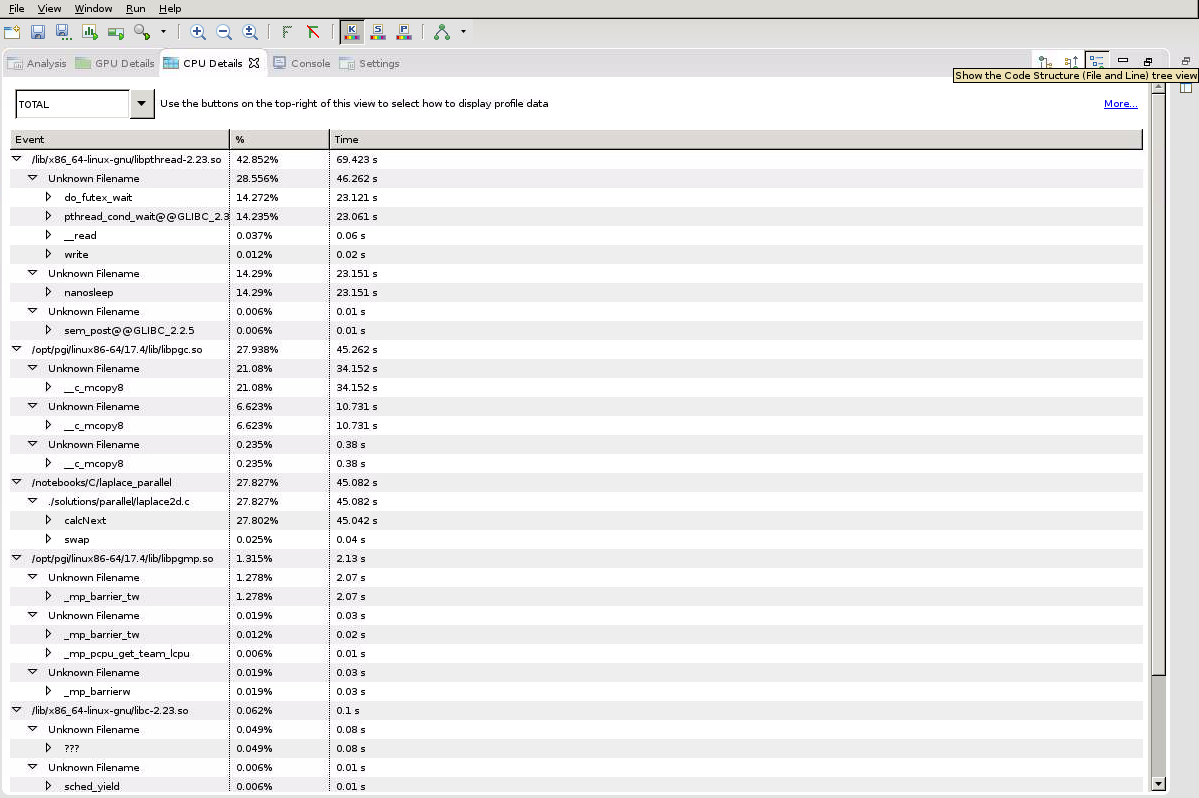 File View Window Run Help
K S P
Analysis GPU Details CPU Details Console Settings
Show the Code Structure (File and Line) tree view
TOTAL Use the buttons on the top-right of this view to select how to display profile data More...
Event % Time
/lib/x86_64-linux-gnu/libpthread-2.23.so 42.852% 69.423 s
Unknown Filename 28.556% 46.262 s
do_futex_wait 14.272% 23.121 s
pthread_cond_wait@@GLIBC_2.3 14.235% 23.061 s
__read 0.037% 0.06 s
write 0.012% 0.02 s
Unknown Filename 14.29% 23.151 s
nanosleep 14.29% 23.151 s
Unknown Filename 0.006% 0.01 s
sem_post@@GLIBC_2.2.5 0.006% 0.01 s
/opt/pgi/linux86-64/17.4/lib/libpgc.so 27.938% 45.262 s
Unknown Filename 21.08% 34.152 s
__c_mcopy8 21.08% 34.152 s
Unknown Filename 6.623% 10.731 s
__c_mcopy8 6.623% 10.731 s
Unknown Filename 0.235% 0.38 s
__c_mcopy8 0.235% 0.38 s
/notebooks/C/laplace_parallel 27.827% 45.082 s
./solutions/parallel/laplace2d.c 27.827% 45.082 s
calcNext 27.802% 45.042 s
swap 0.025% 0.04 s
/opt/pgi/linux86-64/17.4/lib/libpgmp.so 1.315% 2.13 s
Unknown Filename 1.278% 2.07 s
_mp_barrier_tw 1.278% 2.07 s
Unknown Filename 0.019% 0.03 s
_mp_barrier_tw 0.012% 0.02 s
_mp_pcpu_get_team_lcpu 0.006% 0.01 s
Unknown Filename 0.019% 0.03 s
_mp_barrierw 0.019% 0.03 s
/lib/x86_64-linux-gnu/libc-2.23.so 0.062% 0.1 s
Unknown Filename 0.049% 0.08 s
??? 0.049% 0.08 s
Unknown Filename 0.006% 0.01 s
sched_yield 0.006% 0.01 s